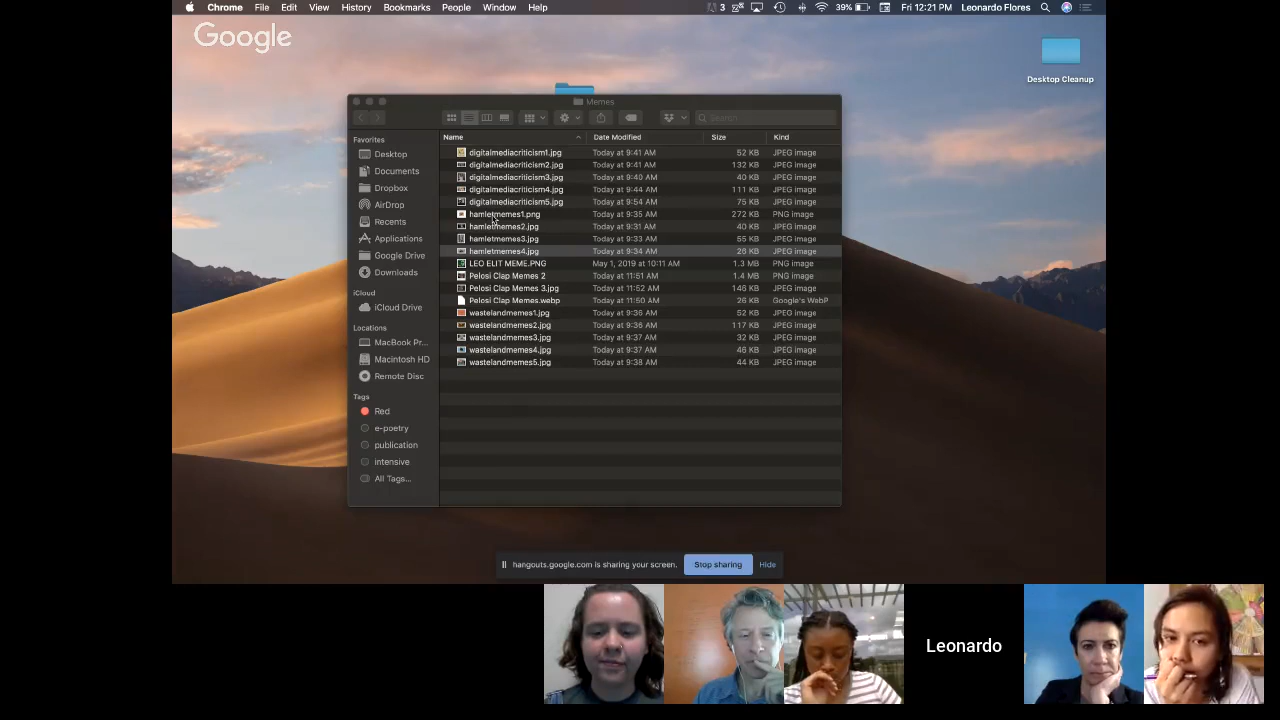 Chrome File Edit View History Bookmarks People Window Help 3 39% Fri 12:21 PM Leonardo Flores
Google
Desktop Cleanup
Memes
Search
Favorites
Desktop
Documents
Dropbox
AirDrop
Recents
Applications
Google Drive
Downloads
iCloud
iCloud Drive
Locations
MacBook Pr...
Macintosh HD
Remote Disc
Tags
Red
e-poetry
publication
intensive
All Tags...
Name Date Modified Size Kind
digitalmediacriticism1.jpg Today at 9:41 AM 52 KB JPEG image
digitalmediacriticism2.jpg Today at 9:41 AM 132 KB JPEG image
digitalmediacriticism3.jpg Today at 9:40 AM 40 KB JPEG image
digitalmediacriticism4.jpg Today at 9:44 AM 111 KB JPEG image
digitalmediacriticism5.jpg Today at 9:54 AM 75 KB JPEG image
hamletmemes1.png Today at 9:35 AM 272 KB PNG image
hamletmemes2.jpg Today at 9:31 AM 40 KB JPEG image
hamletmemes3.jpg Today at 9:33 AM 55 KB JPEG image
hamletmemes4.jpg Today at 9:34 AM 28 KB JPEG image
LEO ELIT MEME.PNG May 1, 2019 at 10:11 AM 1.3 MB PNG image
Pelosi Clap Memes 2 Today at 11:51 AM 1.4 MB PNG image
Pelosi Clap Memes 3.jpg Today at 11:52 AM 146 KB JPEG image
Pelosi Clap Memes.webp Today at 11:50 AM 26 KB Google's WebP
wastelandmemes1.jpg Today at 9:36 AM 52 KB JPEG image
wastelandmemes2.jpg Today at 9:36 AM 117 KB JPEG image
wastelandmemes3.jpg Today at 9:37 AM 32 KB JPEG image
wastelandmemes4.jpg Today at 9:37 AM 46 KB JPEG image
wastelandmemes5.jpg Today at 9:38 AM 44 KB JPEG image
hangouts.google.com is sharing your screen. Stop sharing Hide
Leonardo